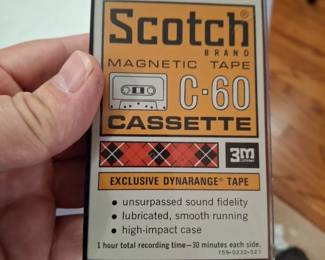 Scotch®
BRAND
MAGNETIC TAPE
C-60
CASSETTE
3M
EXCLUSIVE DYNARANGE® TAPE
• unsurpassed sound fidelity
• lubricated, smooth running
• high-impact case
1 hour total recording time—30 minutes each side.